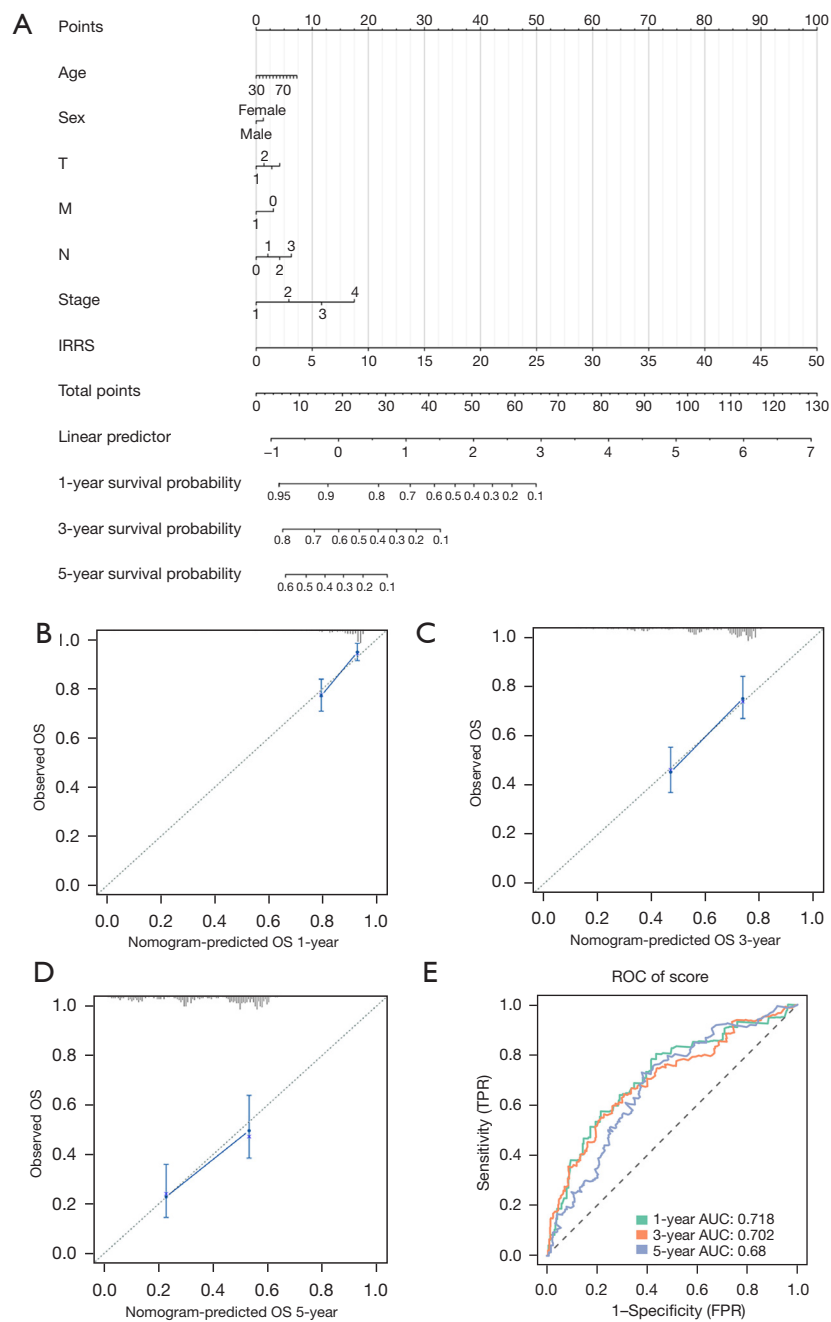 A
Points
0 10 20 30 40 50 60 70 80 90 100
Age
30 70
Sex
Female
Male
T
2
1
M
0
1
N
1 3
0 2
Stage
2 4
1 3
IRRS
0 5 10 15 20 25 30 35 40 45 50
Total points
0 10 20 30 40 50 60 70 80 90 100 110 120 130
Linear predictor
−1 0 1 2 3 4 5 6 7
1-year survival probability
0.95 0.9 0.8 0.7 0.6 0.5 0.4 0.3 0.2 0.1
3-year survival probability
0.8 0.7 0.6 0.5 0.4 0.3 0.2 0.1
5-year survival probability
0.6 0.5 0.4 0.3 0.2 0.1
B
Observed OS
1.0
0.8
0.6
0.4
0.2
0.0
0.0 0.2 0.4 0.6 0.8 1.0
Nomogram-predicted OS 1-year
C
Observed OS
1.0
0.8
0.6
0.4
0.2
0.0
0.0 0.2 0.4 0.6 0.8 1.0
Nomogram-predicted OS 3-year
D
Observed OS
1.0
0.8
0.6
0.4
0.2
0.0
0.0 0.2 0.4 0.6 0.8 1.0
Nomogram-predicted OS 5-year
E
ROC of score
Sensitivity (TPR)
1.0
0.8
0.6
0.4
0.2
0.0
1-year AUC: 0.718
3-year AUC: 0.702
5-year AUC: 0.68
0.0 0.2 0.4 0.6 0.8 1.0
1–Specificity (FPR)